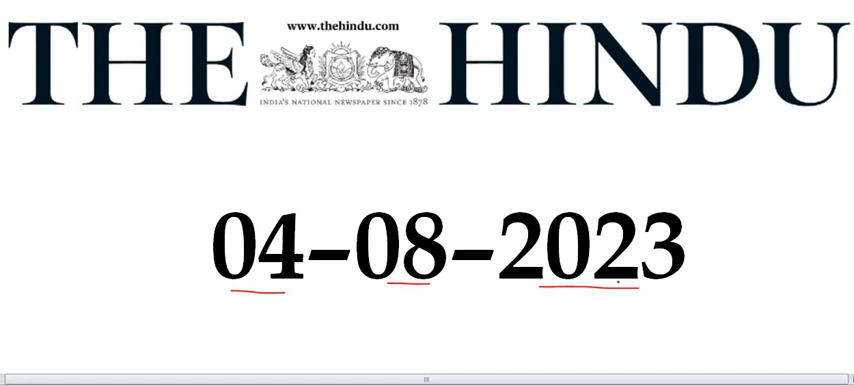 www.thehindu.com
THE HINDU
INDIA'S NATIONAL NEWSPAPER SINCE 1878
04-08-2023